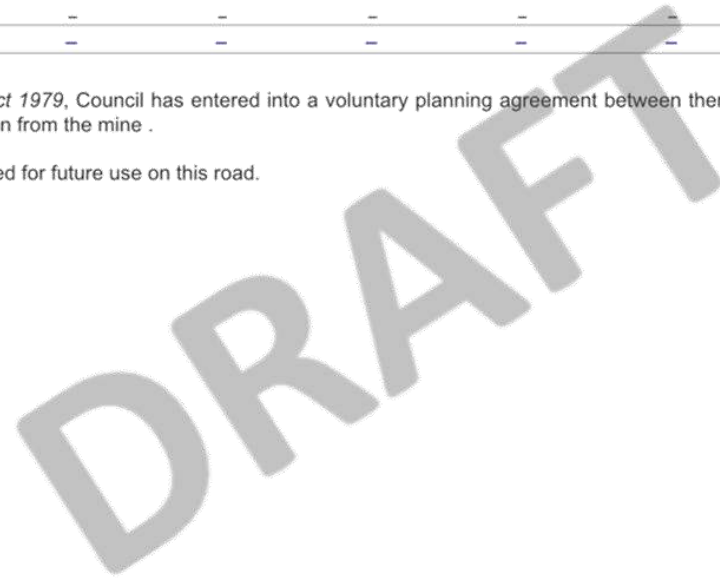 – – – – –
– – – – –
ct 1979, Council has entered into a voluntary planning agreement between
n from the mine .
ed for future use on this road.
DRAFT